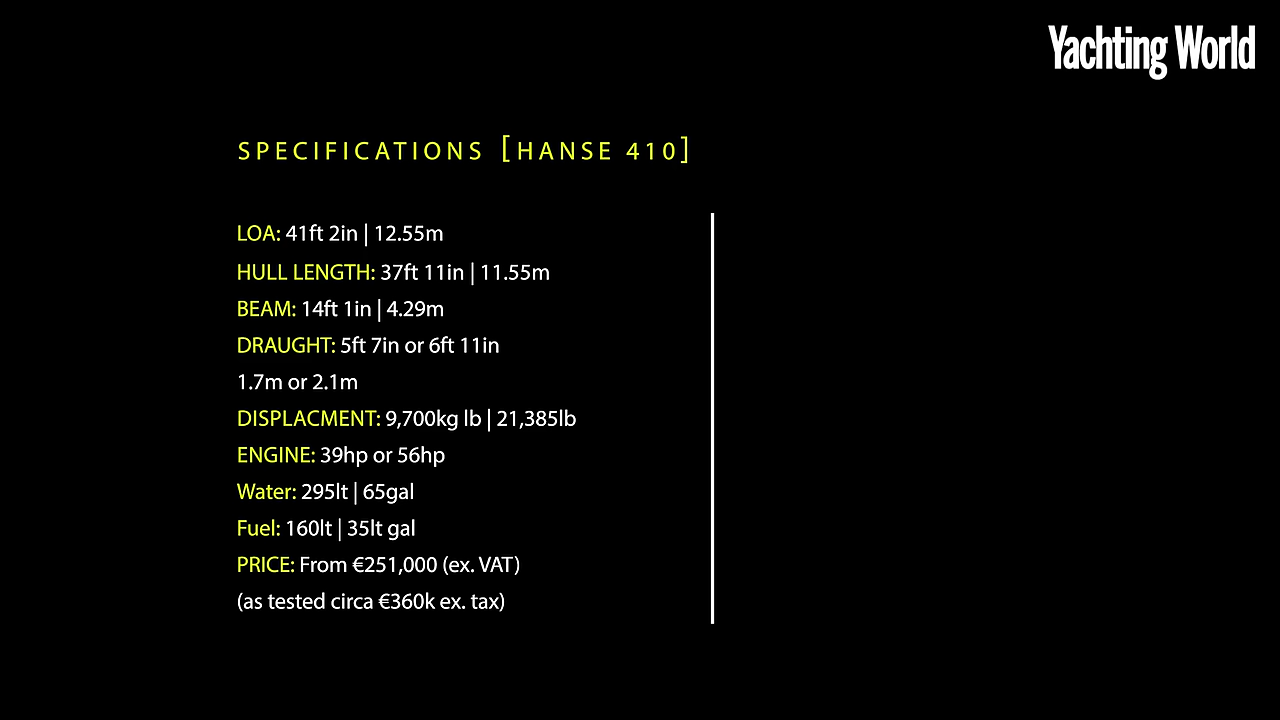 Yachting World
SPECIFICATIONS [HANSE 410]
LOA: 41ft 2in | 12.55m
HULL LENGTH: 37ft 11in | 11.55m
BEAM: 14ft 1in | 4.29m
DRAUGHT: 5ft 7in or 6ft 11in
1.7m or 2.1m
DISPLACMENT: 9,700kg lb | 21,385lb
ENGINE: 39hp or 56hp
Water: 295lt | 65gal
Fuel: 160lt | 35lt gal
PRICE: From €251,000 (ex. VAT)
(as tested circa €360k ex. tax)